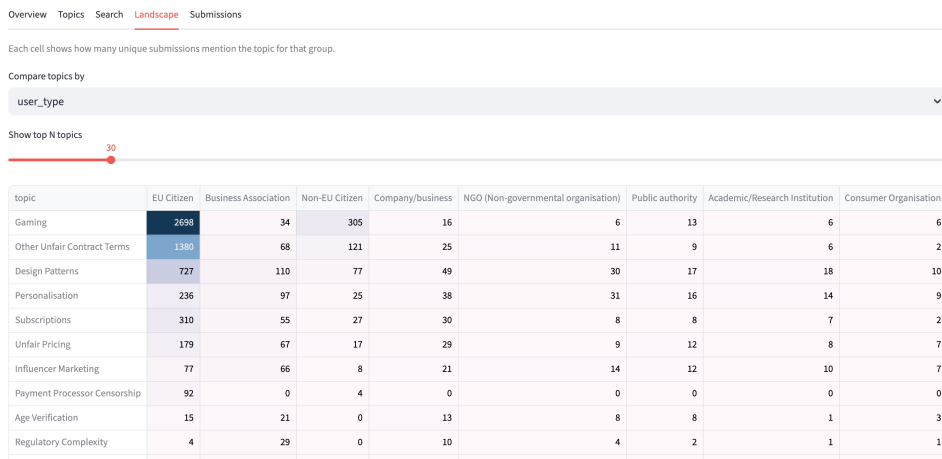 Overview Topics Search Landscape Submissions
Each cell shows how many unique submissions mention the topic for that group.
Compare topics by
user_type
Show top N topics
30
topic EU Citizen Business Association Non-EU Citizen Company/business NGO (Non-governmental organisation) Public authority Academic/Research Institution Consumer Organisation
Gaming 2698 34 305 16 6 13 6 6
Other Unfair Contract Terms 1380 68 121 25 11 9 6 2
Design Patterns 727 110 77 49 30 17 18 10
Personalisation 236 97 25 38 31 16 14 9
Subscriptions 310 55 27 30 8 8 7 2
Unfair Pricing 179 67 17 29 9 12 8 7
Influencer Marketing 77 66 8 21 14 12 10 7
Payment Processor Censorship 92 0 4 0 0 0 0 0
Age Verification 15 21 0 13 8 8 1 3
Regulatory Complexity 4 29 0 10 4 2 1 1